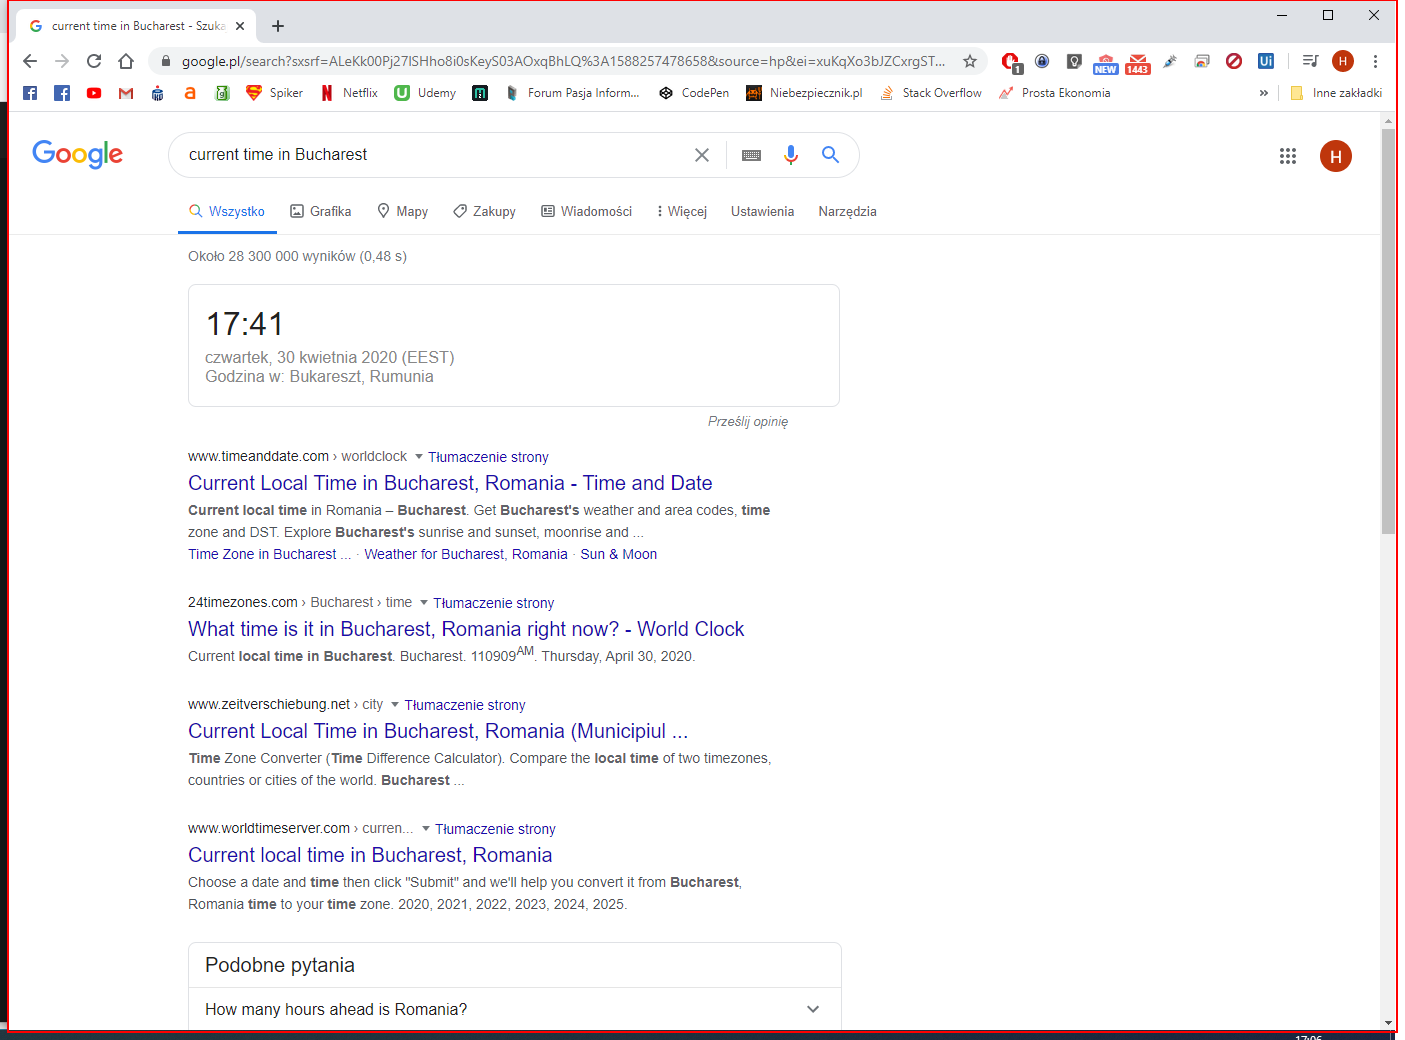 current time in Bucharest - Szuka
google.pl/search?sxsrf=ALeKk00Pj27lSHho8i0sKeyS03AOxqBhLQ%3A1588257478658&source=hp&ei=xuKqXo3bJZCxrgST...
1
NEW
1443
Ui
H
Spiker
Netflix
Udemy
Forum Pasja Inform...
CodePen
Niebezpiecznik.pl
Stack Overflow
Prosta Ekonomia
»
Inne zakładki
Google
current time in Bucharest
H
Wszystko
Grafika
Mapy
Zakupy
Wiadomości
Więcej
Ustawienia
Narzędzia
Około 28 300 000 wyników (0,48 s)
17:41
czwartek, 30 kwietnia 2020 (EEST)
Godzina w: Bukareszt, Rumunia
Prześlij opinię
www.timeanddate.com › worldclock Tłumaczenie strony
Current Local Time in Bucharest, Romania - Time and Date
Current local time in Romania – Bucharest. Get Bucharest's weather and area codes, time
zone and DST. Explore Bucharest's sunrise and sunset, moonrise and ...
Time Zone in Bucharest ... · Weather for Bucharest, Romania · Sun & Moon
24timezones.com › Bucharest › time Tłumaczenie strony
What time is it in Bucharest, Romania right now? - World Clock
Current local time in Bucharest. Bucharest. 110909AM. Thursday, April 30, 2020.
www.zeitverschiebung.net › city Tłumaczenie strony
Current Local Time in Bucharest, Romania (Municipiul ...
Time Zone Converter (Time Difference Calculator). Compare the local time of two timezones,
countries or cities of the world. Bucharest ...
www.worldtimeserver.com › curren... Tłumaczenie strony
Current local time in Bucharest, Romania
Choose a date and time then click "Submit" and we'll help you convert it from Bucharest,
Romania time to your time zone. 2020, 2021, 2022, 2023, 2024, 2025.
Podobne pytania
How many hours ahead is Romania?
17:06